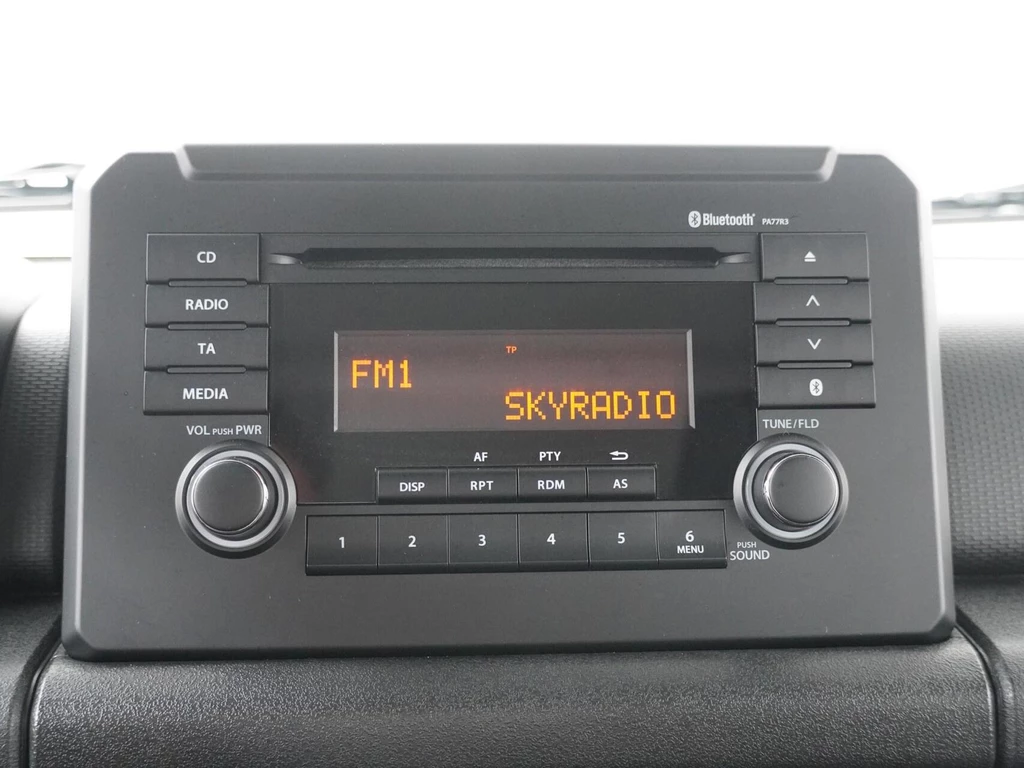 Bluetooth PA77R3
CD
RADIO
TA
MEDIA
VOL PUSH PWR
TP
FM1
SKYRADIO
TUNE/FLD
AF PTY
DISP RPT RDM AS
1 2 3 4 5 6
MENU
PUSH
SOUND